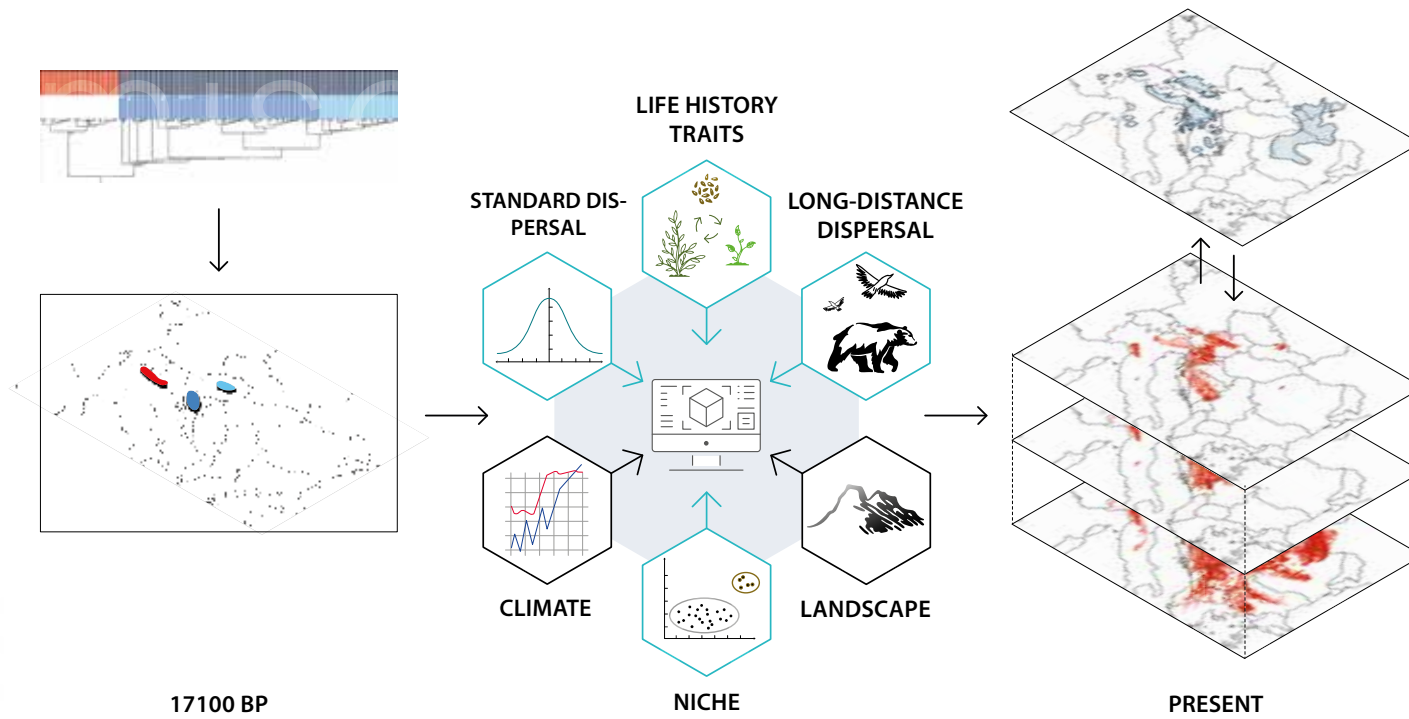 LIFE HISTORY
TRAITS
STANDARD DIS-
PERSAL
LONG-DISTANCE
DISPERSAL
CLIMATE
LANDSCAPE
NICHE
17100 BP
PRESENT